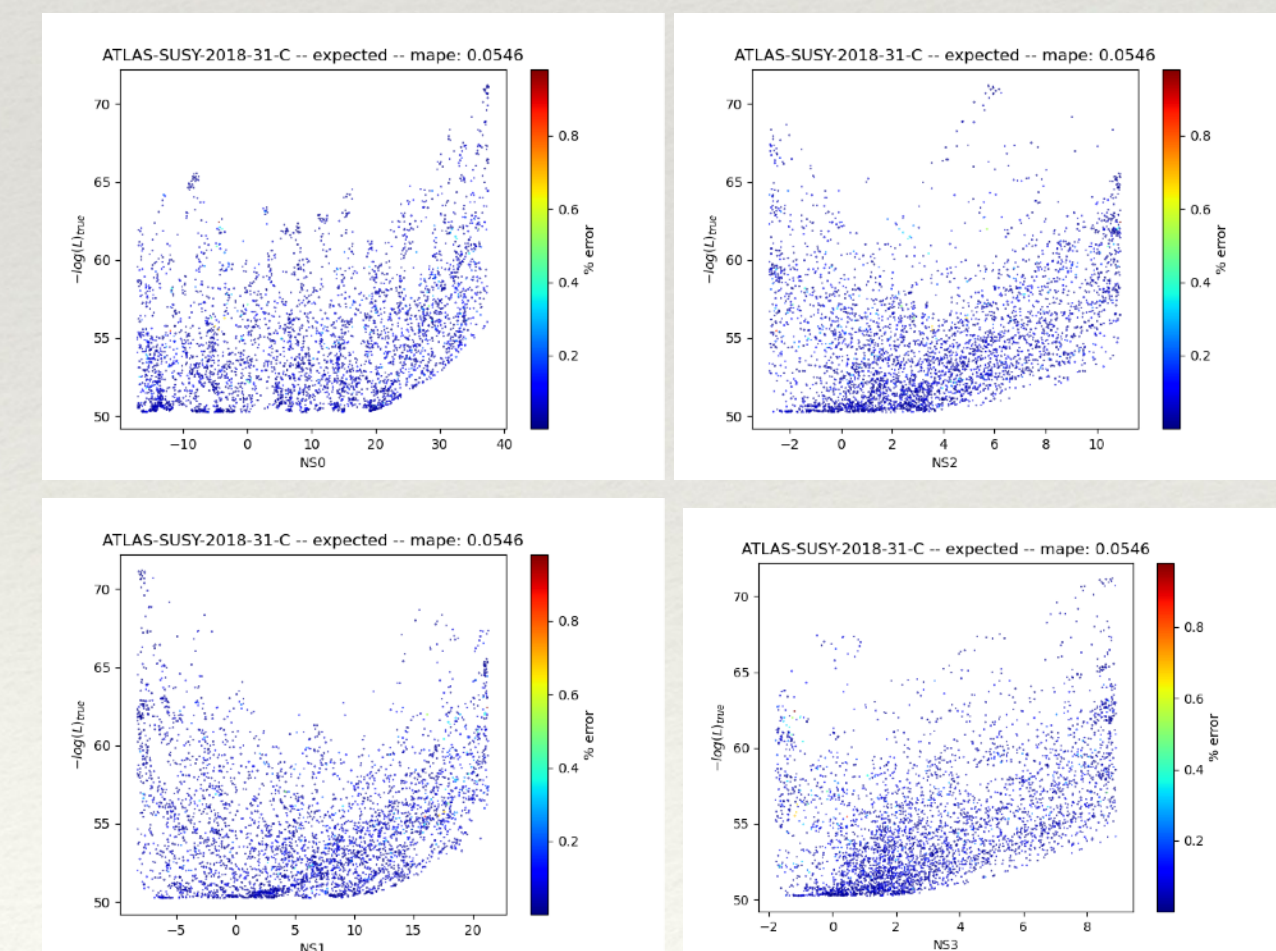 ATLAS-SUSY-2018-31-C -- expected -- mape: 0.0546
70
65
60
55
50
−log(L)true
−10 0 10 20 30 40
NS0
0.8
0.6
0.4
0.2
% error
ATLAS-SUSY-2018-31-C -- expected -- mape: 0.0546
70
65
60
55
50
−log(L)true
−2 0 2 4 6 8 10
NS2
0.8
0.6
0.4
0.2
% error
ATLAS-SUSY-2018-31-C -- expected -- mape: 0.0546
70
65
60
55
50
−log(L)true
−5 0 5 10 15 20
NS1
0.8
0.6
0.4
0.2
% error
ATLAS-SUSY-2018-31-C -- expected -- mape: 0.0546
70
65
60
55
50
−log(L)true
−2 0 2 4 6 8
NS3
0.8
0.6
0.4
0.2
% error